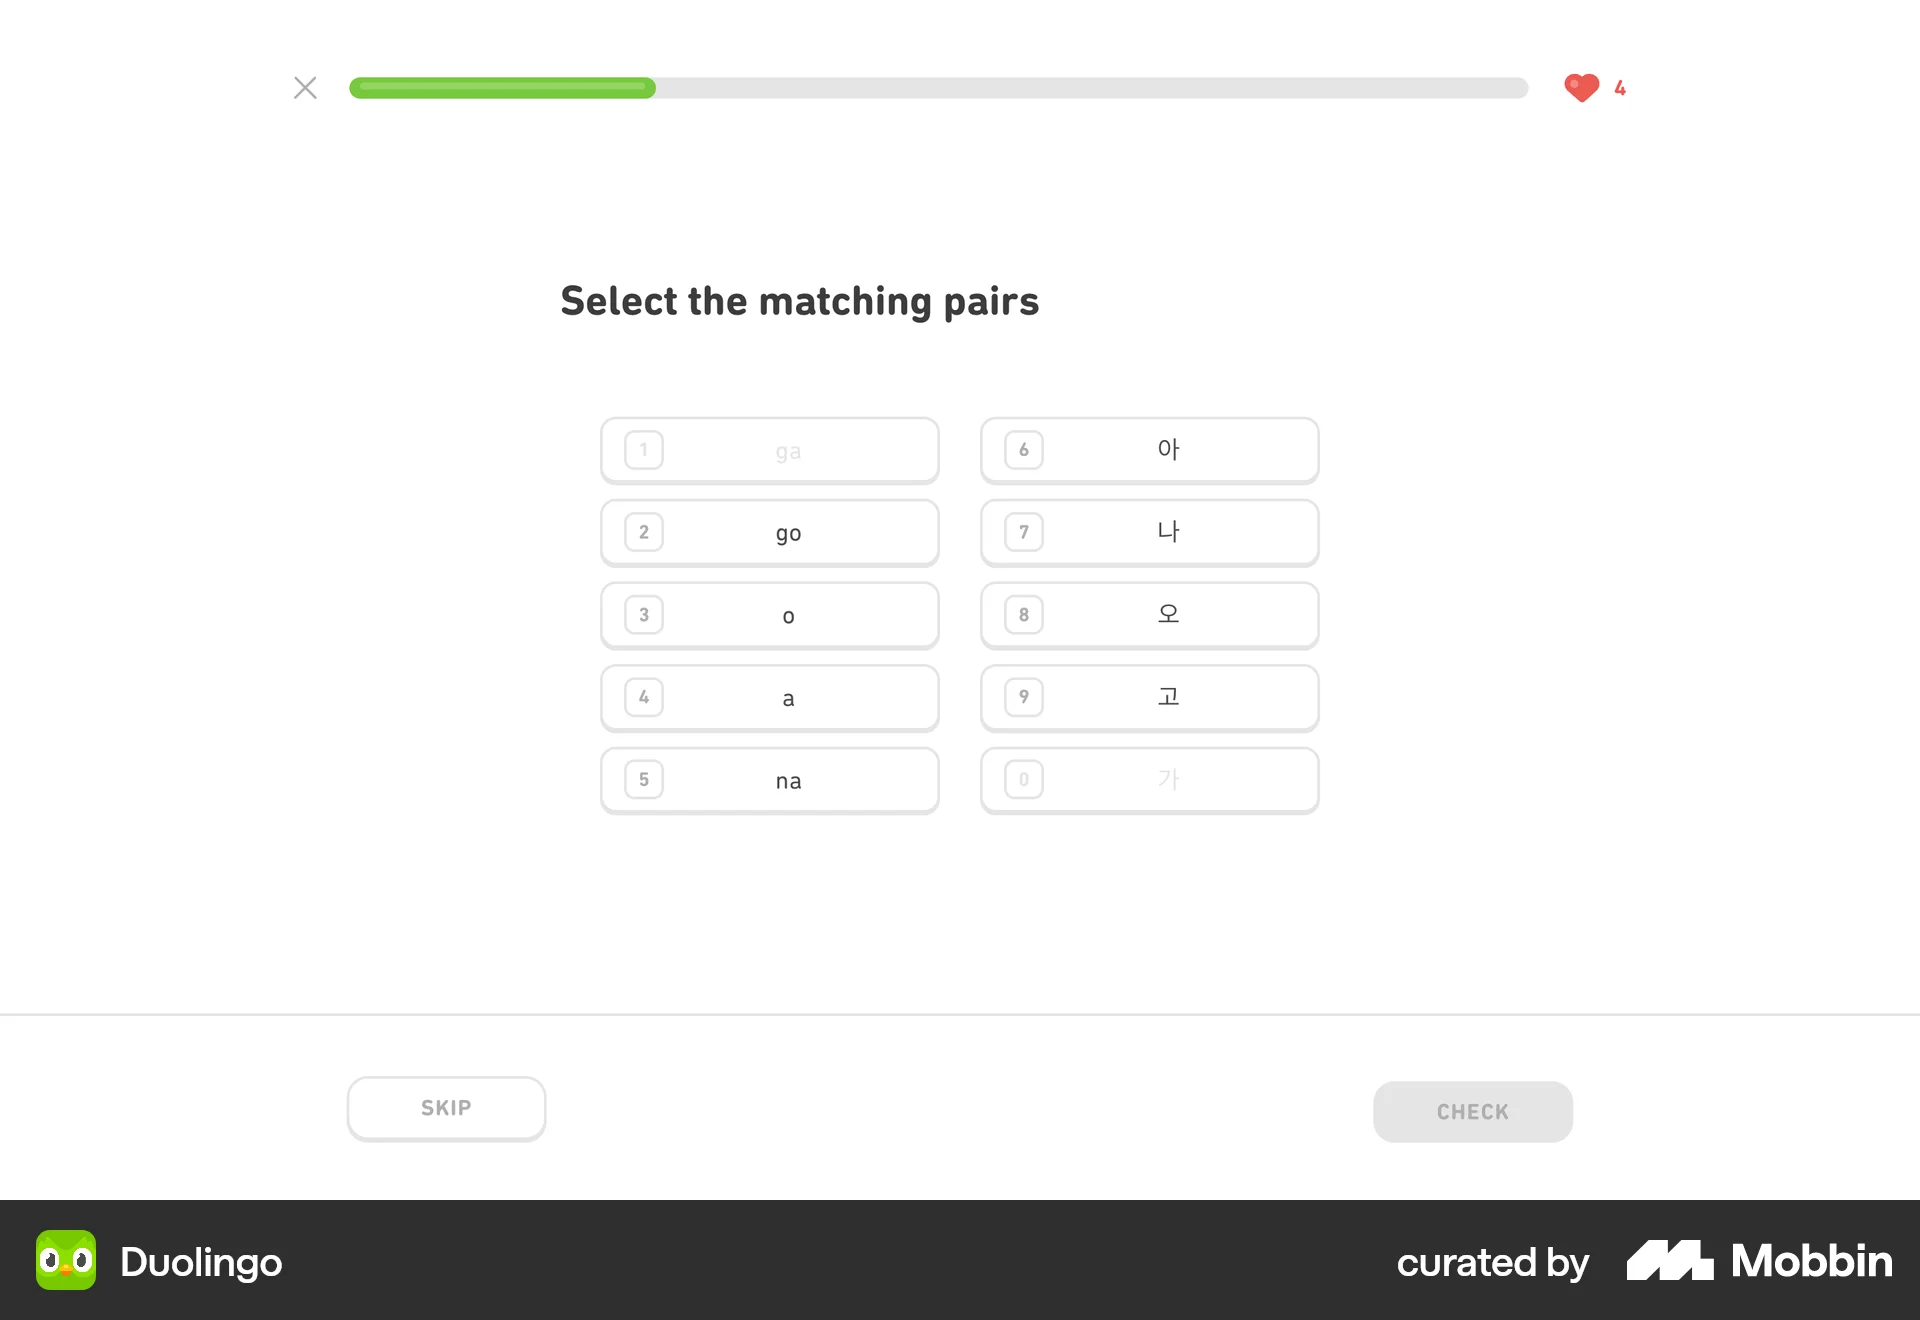 4
Select the matching pairs
1 ga
2 go
3 o
4 a
5 na
6 아
7 나
8 오
9 고
0 가
SKIP
CHECK
Duolingo
curated by Mobbin